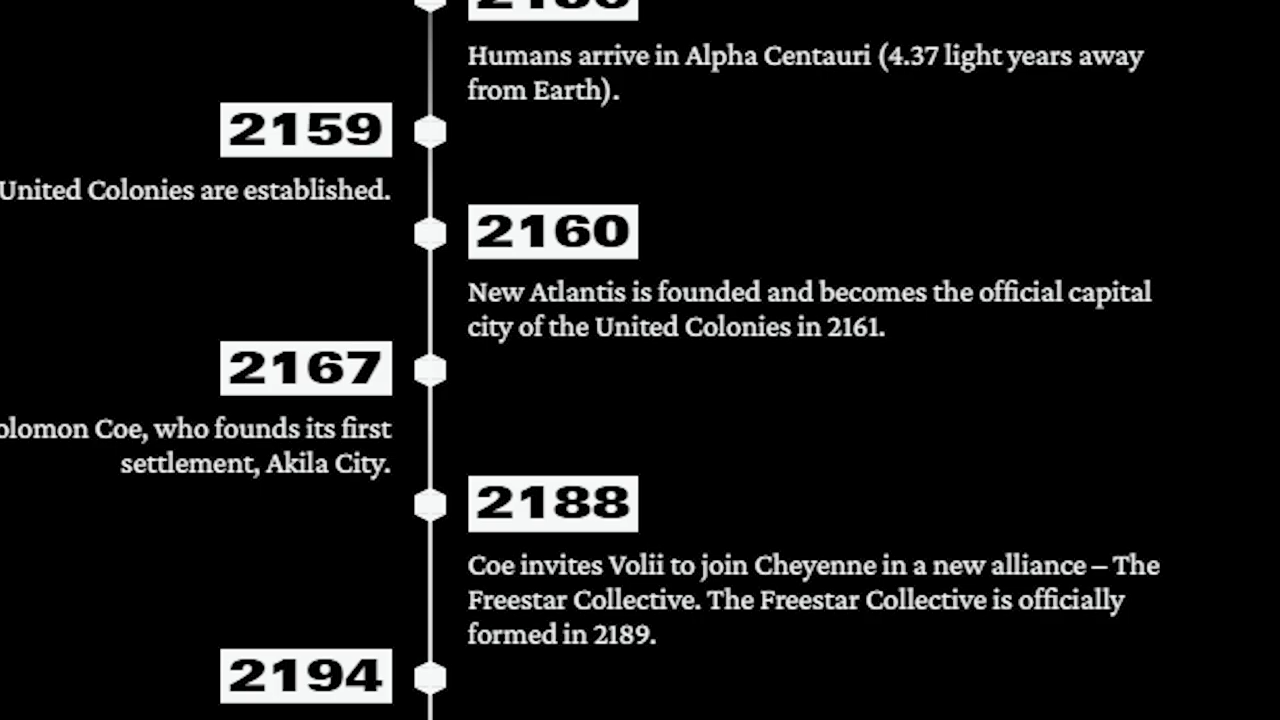 Humans arrive in Alpha Centauri (4.37 light years away
from Earth).
2159
United Colonies are established.
2160
New Atlantis is founded and becomes the official capital
city of the United Colonies in 2161.
2167
Coe, who founds its first
settlement, Akila City.
2188
Coe invites Volii to join Cheyenne in a new alliance – The
Freestar Collective. The Freestar Collective is officially
formed in 2189.
2194